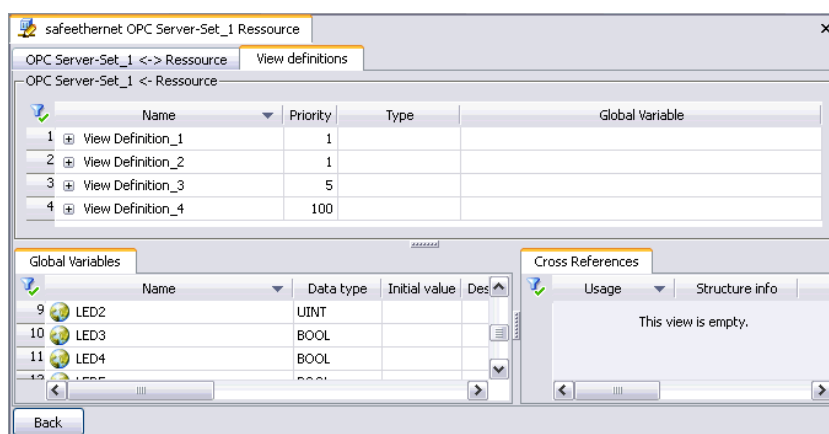 safeethernet OPC Server-Set_1 Ressource
OPC Server-Set_1 <-> Ressource View definitions
OPC Server-Set_1 <- Ressource
Name Priority Type Global Variable
1 View Definition_1 1
2 View Definition_2 1
3 View Definition_3 5
4 View Definition_4 100
Global Variables Cross References
Name Data type Initial value Des Usage Structure info
9 LED2 UINT
This view is empty.
10 LED3 BOOL
11 LED4 BOOL
Back